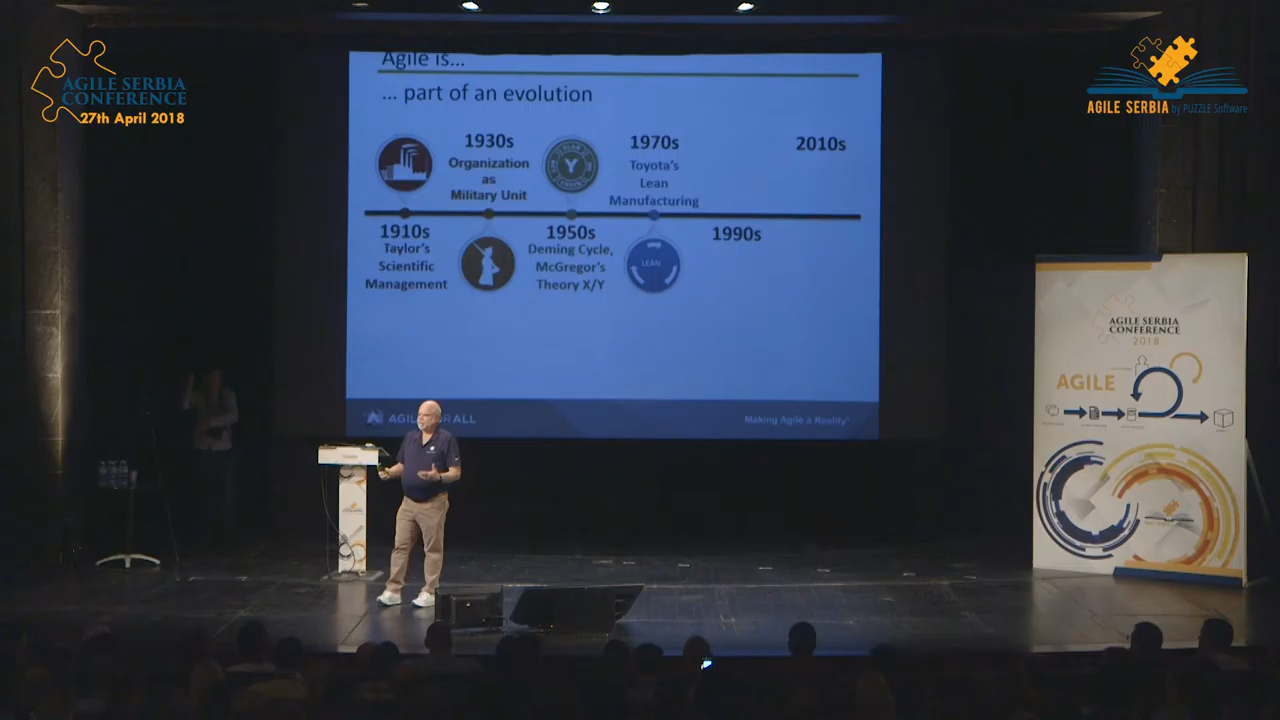 AGILE SERBIA
CONFERENCE
27th April 2018
AGILE SERBIA by PUZZLE Software
Agile is...
... part of an evolution
1930s
Organization
as
Military Unit
Y
1970s
Toyota's
Lean
Manufacturing
2010s
1910s
Taylor's
Scientific
Management
1950s
Deming Cycle,
McGregor's
Theory X/Y
LEAN
1990s
AGILE
ALL
Making Agile a Reality®
AGILE SERBIA
CONFERENCE
2018
AGILE